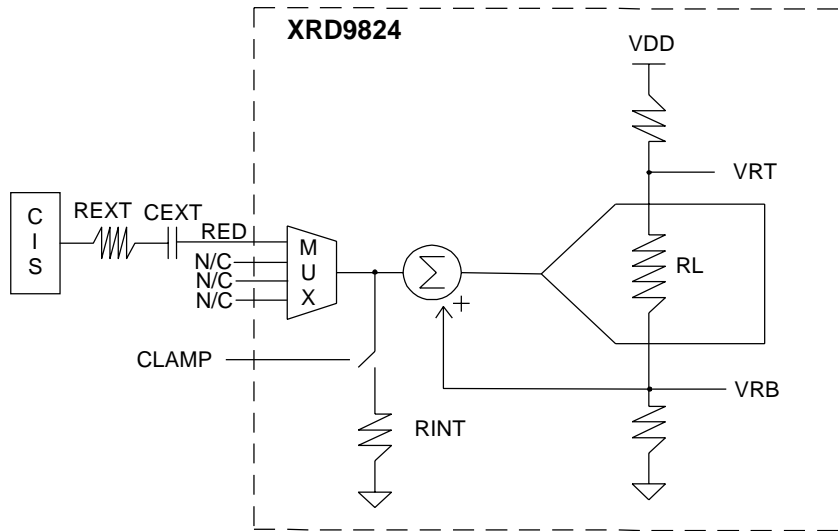 XRD9824
VDD
VRT
C
I
S
REXT
CEXT
RED
N/C
N/C
N/C
M
U
X
Σ
+
RL
CLAMP
VRB
RINT